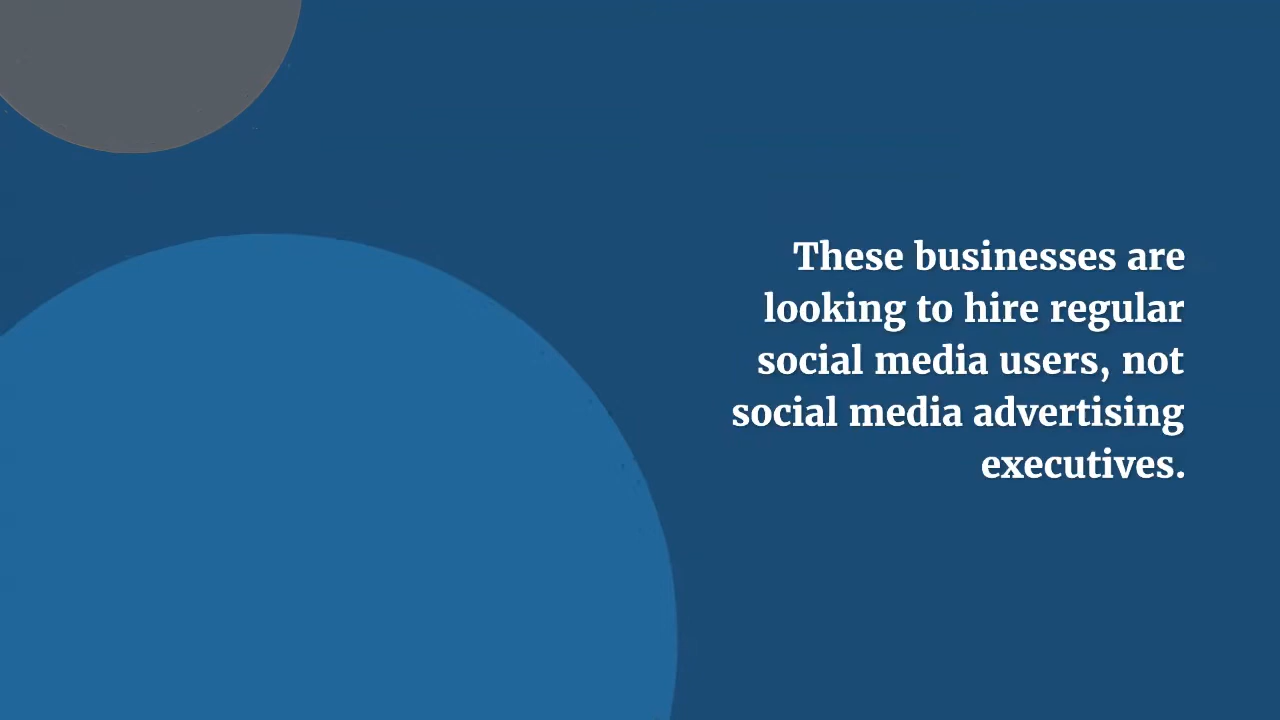 These businesses are
looking to hire regular
social media users, not
social media advertising
executives.